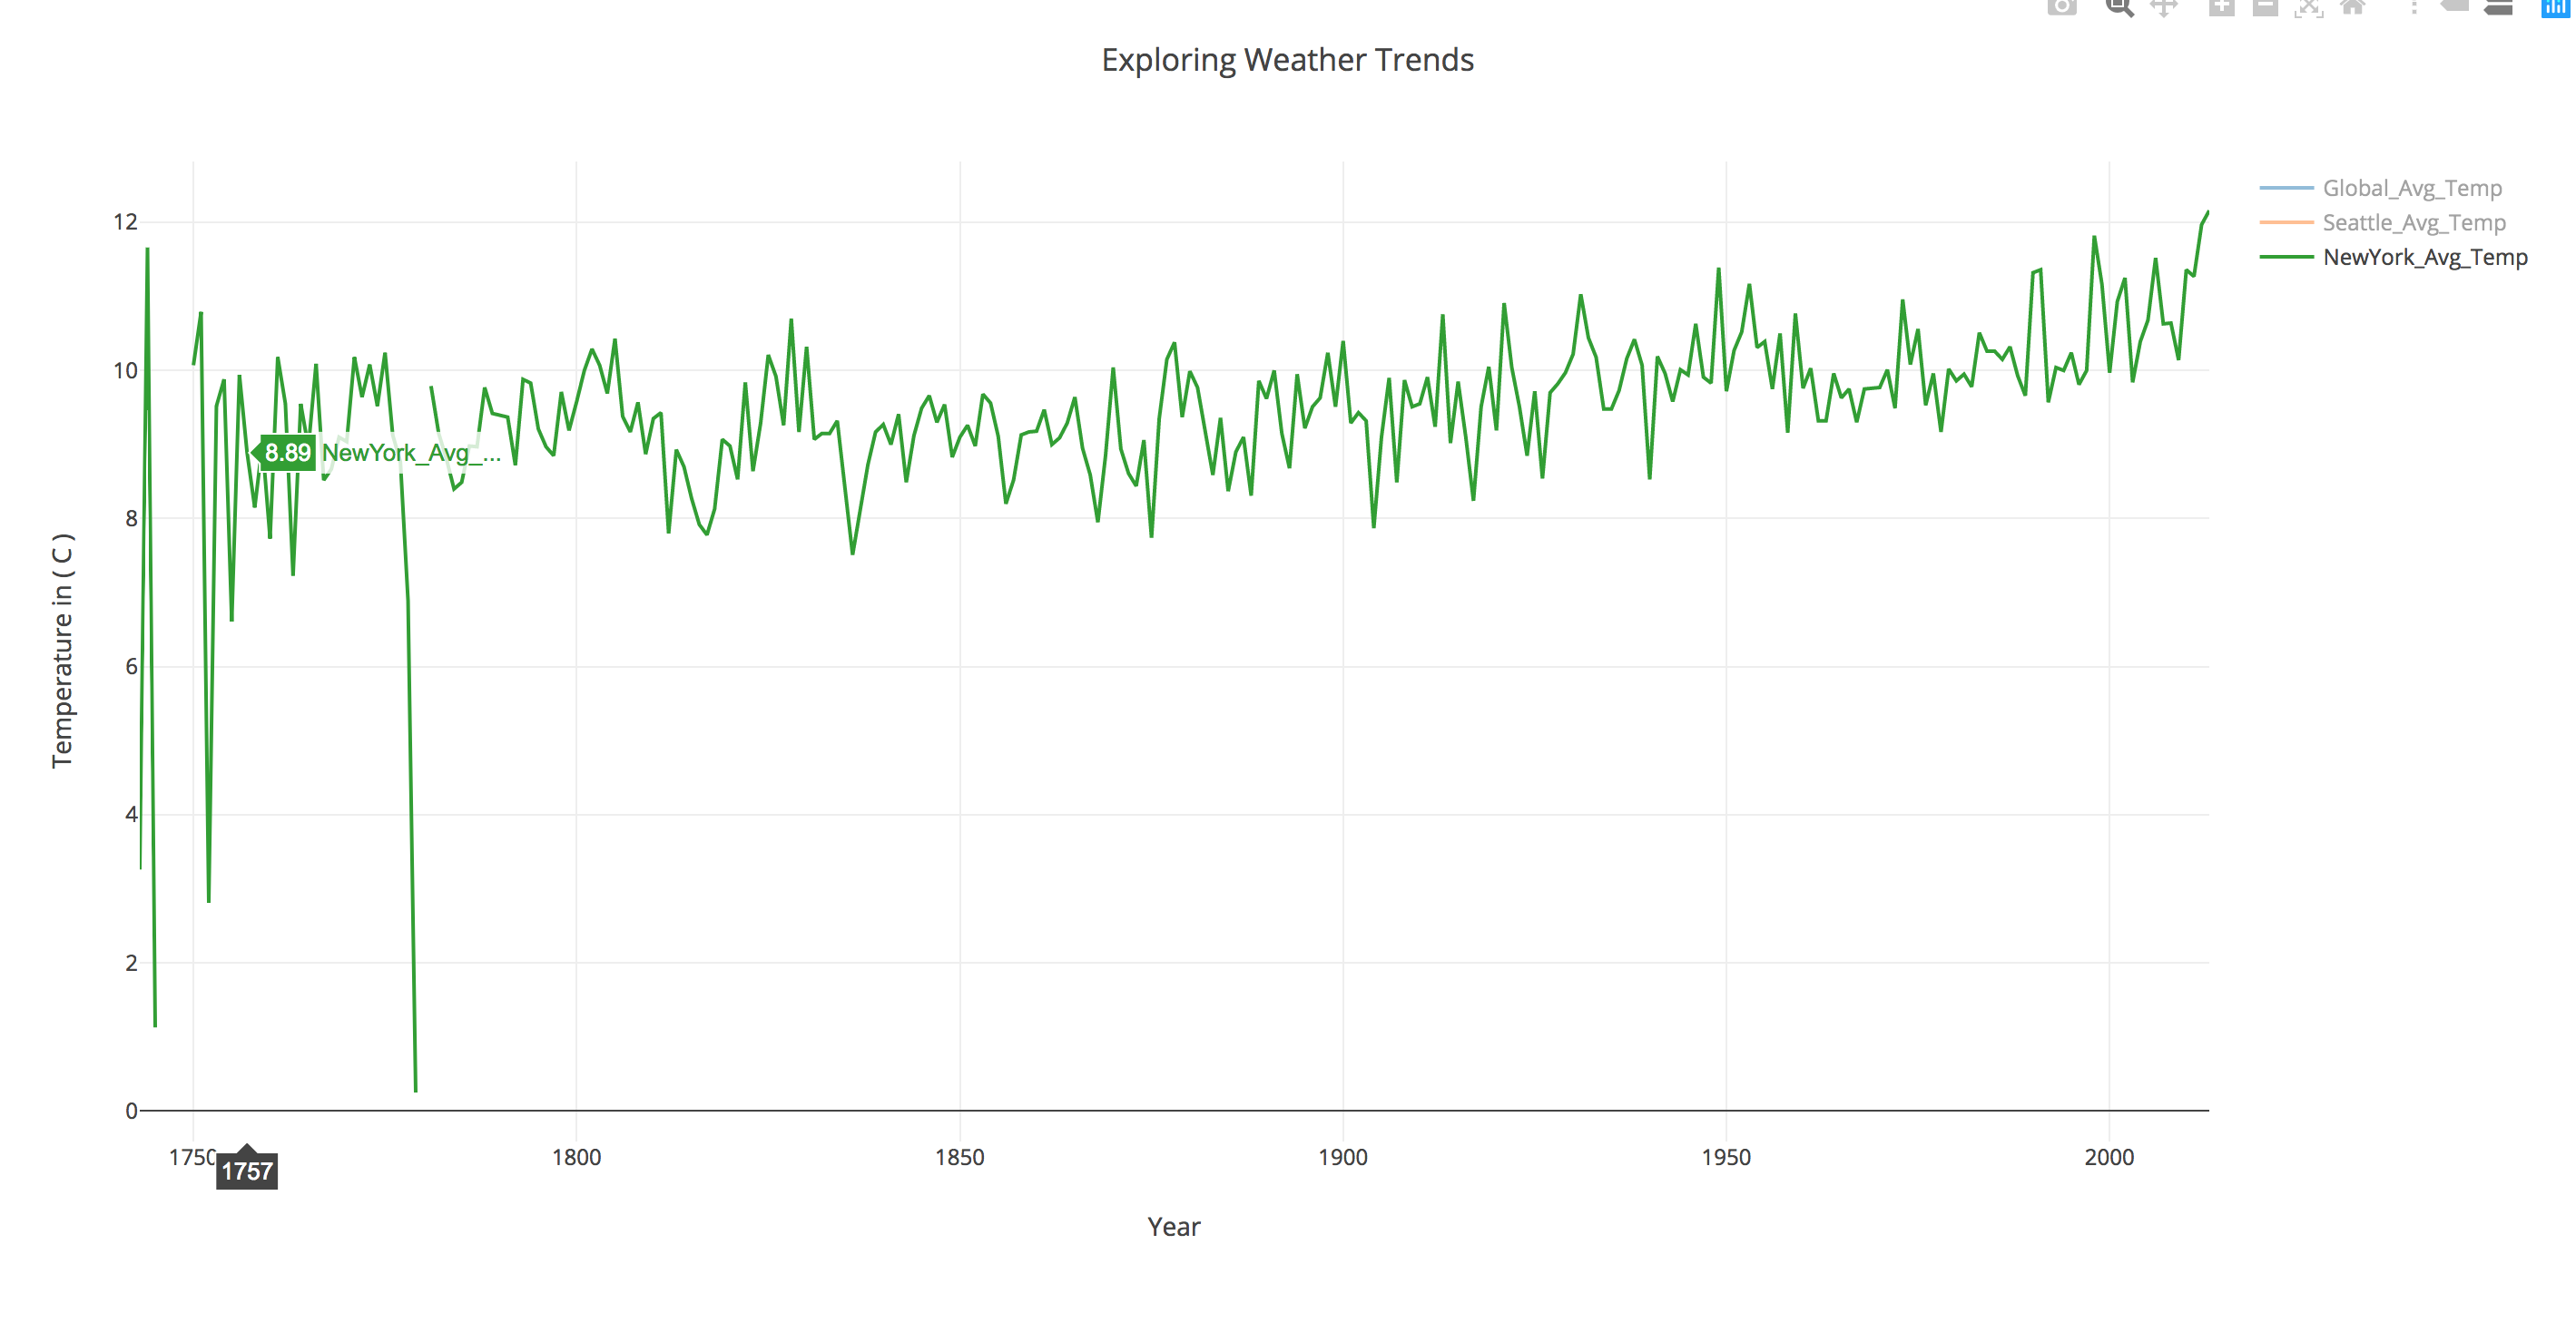 Exploring Weather Trends
Global_Avg_Temp
Seattle_Avg_Temp
NewYork_Avg_Temp
12
10
8
6
4
2
0
Temperature in ( C )
8.89 NewYork_Avg_...
1750
1757
1800
1850
1900
1950
2000
Year